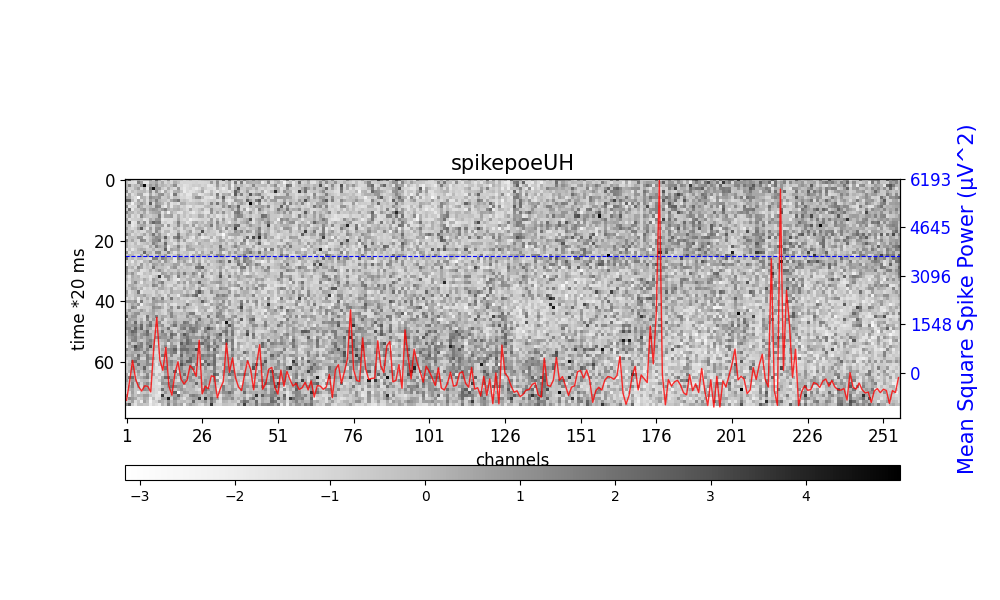 spikepoeUH
0
20
40
60
time *20 ms
6193
4645
3096
1548
0
Mean Square Spike Power (μV^2)
1 26 51 76 101 126 151 176 201 226 251
channels
−3 −2 −1 0 1 2 3 4